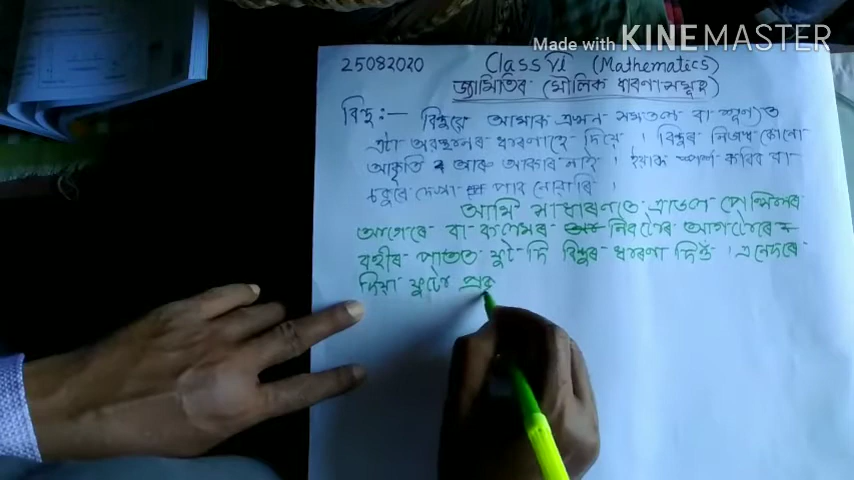 Made with KINEMASTER
25082020 Class VI (Mathematics)
জ্যামিতিৰ (মৌলিক ধাৰণাসমূহ)
বিন্দু :— বিন্দুৱে আমাক এখন সমতল বা শূন্যত
এটা অৱস্থানৰ ধাৰণাহে দিয়ে । বিন্দুৰ নিজস্ব কোনো
আকৃতি আৰু আকাৰ নাই । ইয়াক স্পৰ্শ কৰিব বা
চকুৰে দেখা পাব নোৱাৰি ।
আমি সাধাৰণতে এডাল পেন্সিলৰ
আগেৰে বা কলমৰ নিবটোৰ আগটোৰে
বহীৰ পাতত ফুট দি বিন্দুৰ ধাৰণা দিওঁ । এনেদৰে
দিয়া ফুটটো প্ৰকৃ